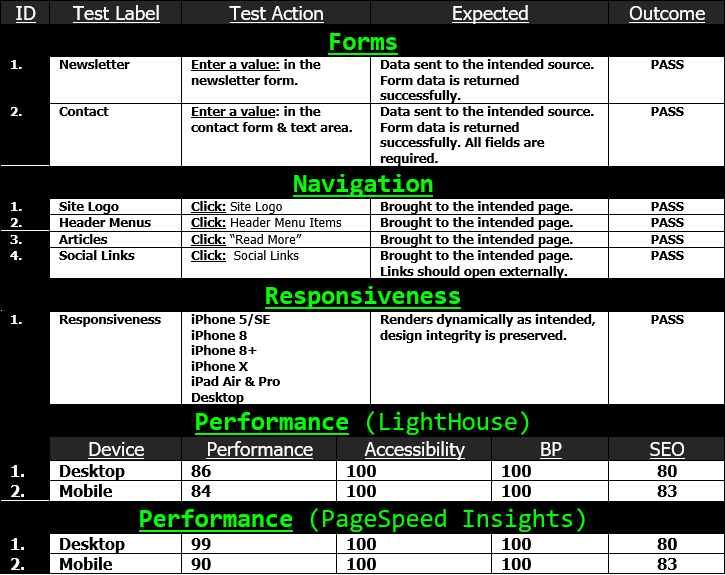 ID Test Label Test Action Expected Outcome
Forms
1. Newsletter Enter a value: in the Data sent to the intended source. PASS
newsletter form. Form data is returned
successfully.
2. Contact Enter a value: in the Data sent to the intended source. PASS
contact form & text area. Form data is returned
successfully. All fields are
required.
Navigation
1. Site Logo Click: Site Logo Brought to the intended page. PASS
2. Header Menus Click: Header Menu Items Brought to the intended page. PASS
3. Articles Click: “Read More” Brought to the intended page. PASS
4. Social Links Click: Social Links Brought to the intended page. PASS
Links should open externally.
Responsiveness
1. Responsiveness iPhone 5/SE Renders dynamically as intended, PASS
iPhone 8 design integrity is preserved.
iPhone 8+
iPhone X
iPad Air & Pro
Desktop
Performance (LightHouse)
Device Performance Accessibility BP SEO
1. Desktop 86 100 100 80
2. Mobile 84 100 100 83
Performance (PageSpeed Insights)
1. Desktop 99 100 100 80
2. Mobile 90 100 100 83